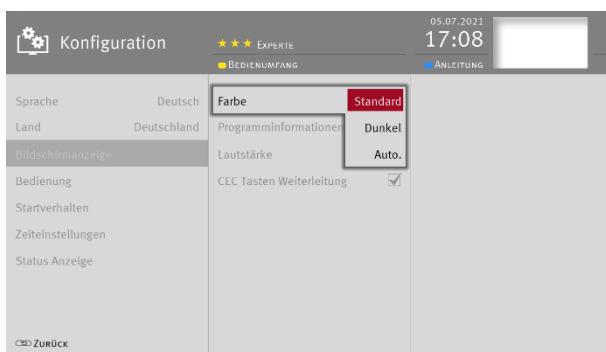 Konfiguration
★ ★ ★ EXPERTE
BEDIENUMFANG
05.07.2021
17:08
ANLEITUNG
Sprache Deutsch
Land Deutschland
Bildschirmanzeige
Bedienung
Startverhalten
Zeiteinstellungen
Status Anzeige
Farbe Standard
Dunkel
Auto.
Programminformationen
Lautstärke
CEC Tasten Weiterleitung
ZURÜCK